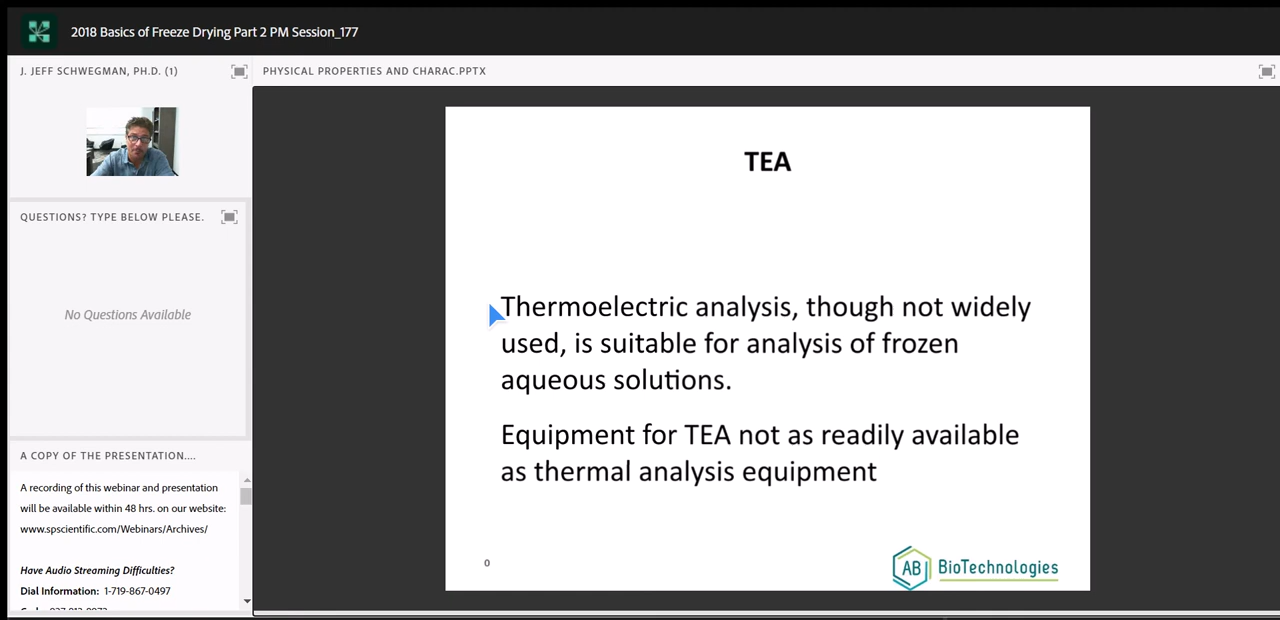 2018 Basics of Freeze Drying Part 2 PM Session_177
J. JEFF SCHWEGMAN, PH.D. (1)
PHYSICAL PROPERTIES AND CHARAC.PPTX
QUESTIONS? TYPE BELOW PLEASE.
No Questions Available
A COPY OF THE PRESENTATION....
A recording of this webinar and presentation
will be available within 48 hrs. on our website:
www.spscientific.com/Webinars/Archives/
Have Audio Streaming Difficulties?
Dial Information: 1-719-867-0497
TEA
Thermoelectric analysis, though not widely
used, is suitable for analysis of frozen
aqueous solutions.
Equipment for TEA not as readily available
as thermal analysis equipment
0
AB BioTechnologies